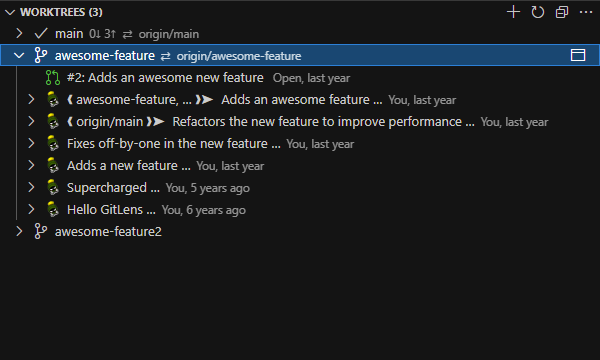 WORKTREES (3)
main 0↓ 3↑ ⇄ origin/main
awesome-feature ⇄ origin/awesome-feature
#2: Adds an awesome new feature Open, last year
❪ awesome-feature, ... ❫➤ Adds an awesome feature ... You, last year
❪ origin/main ❫➤ Refactors the new feature to improve performance ... You, last year
Fixes off-by-one in the new feature ... You, last year
Adds a new feature ... You, last year
Supercharged ... You, 5 years ago
Hello GitLens ... You, 6 years ago
awesome-feature2